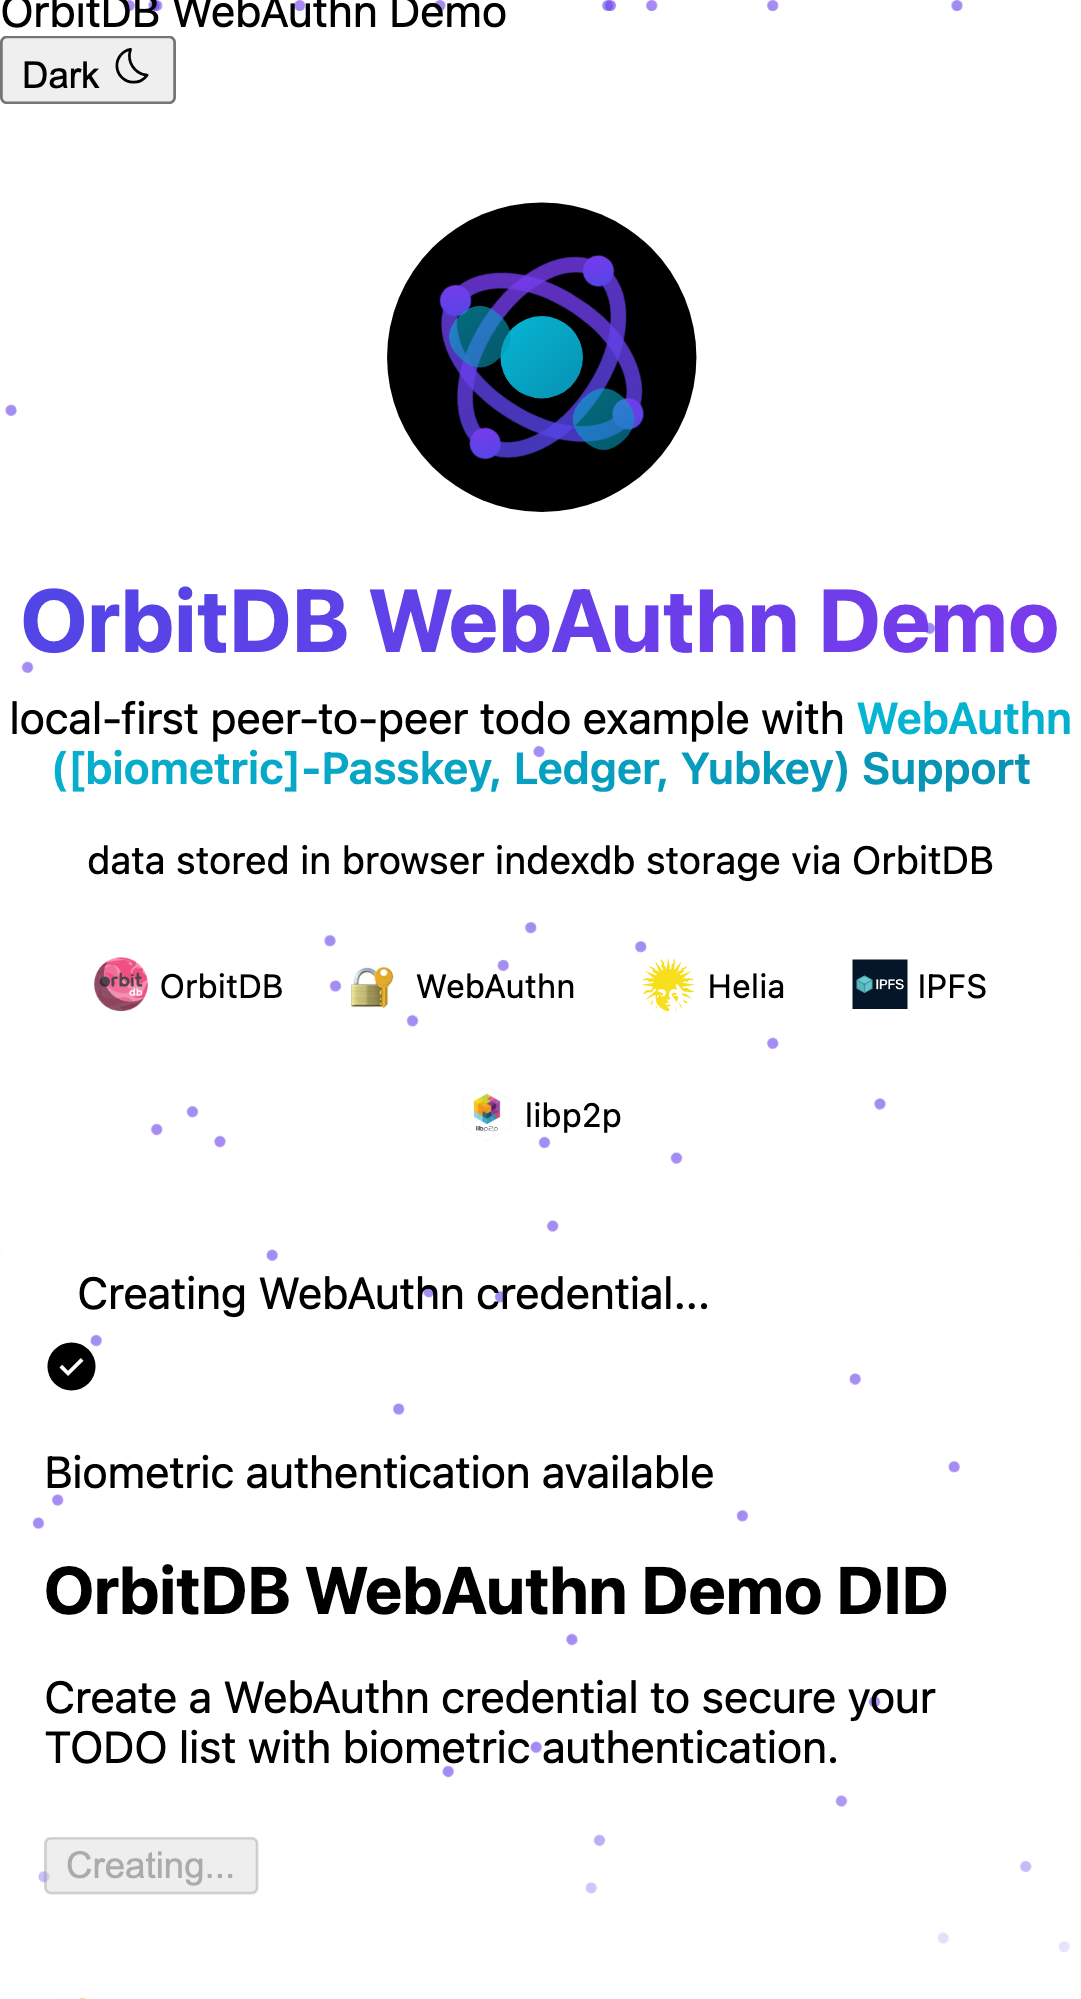 OrbitDB WebAuthn Demo
Dark
OrbitDB WebAuthn Demo
local-first peer-to-peer todo example with WebAuthn
([biometric]-Passkey, Ledger, Yubkey) Support
data stored in browser indexdb storage via OrbitDB
orbit
db
OrbitDB
WebAuthn
Helia
IPFS
IPFS
libp2p
libp2p
Creating WebAuthn credential...
Biometric authentication available
OrbitDB WebAuthn Demo DID
Create a WebAuthn credential to secure your
TODO list with biometric authentication.
Creating...